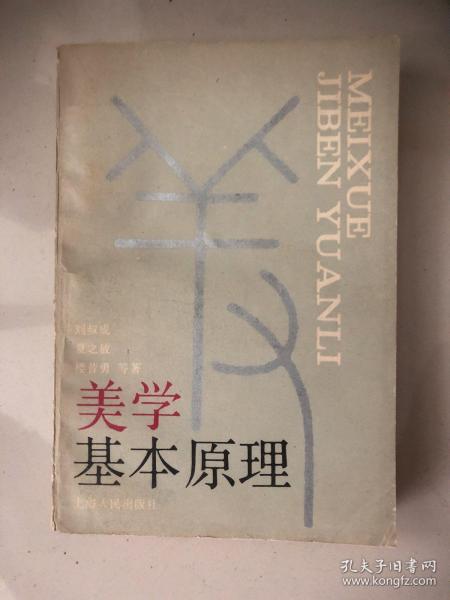 MEIXUE
JIBEN YUANLI
刘叔成
夏之放
楼昔勇 等著
美学
基本原理
上海人民出版社
孔夫子旧书网
www.kongfz.com